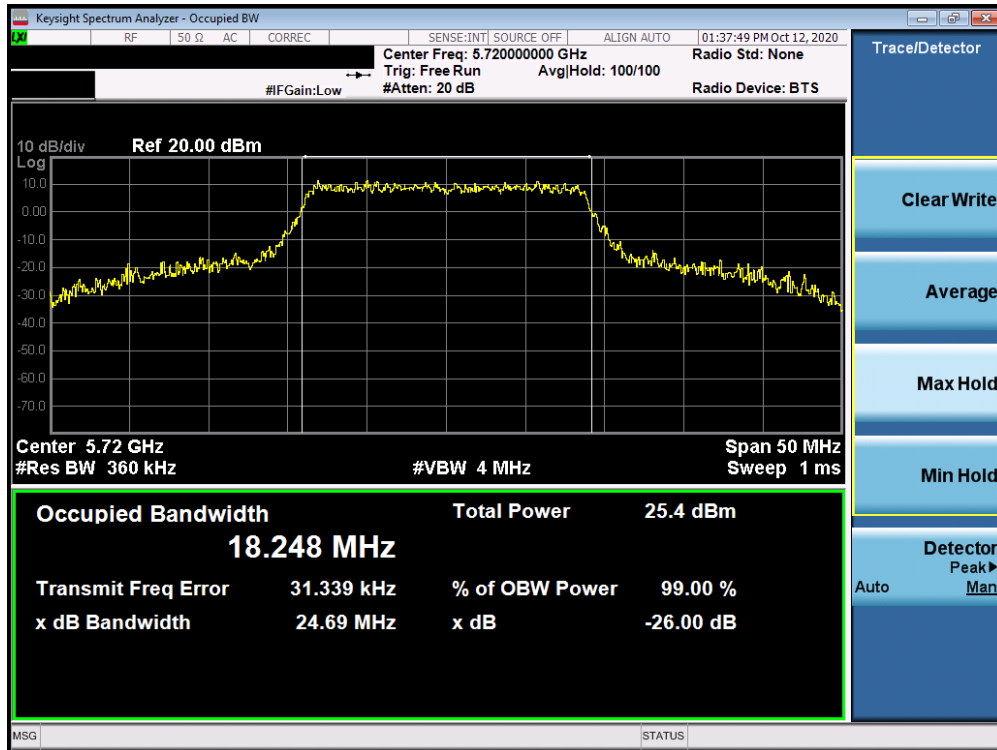 Keysight Spectrum Analyzer - Occupied BW
LXI RF 50 Ω AC CORREC SENSE:INT SOURCE OFF ALIGN AUTO 01:37:49 PM Oct 12, 2020
Center Freq: 5.720000000 GHz Radio Std: None
Trig: Free Run Avg|Hold: 100/100
#IFGain:Low #Atten: 20 dB Radio Device: BTS
Trace/Detector
10 dB/div Ref 20.00 dBm
Log
10.0
0.00
-10.0
-20.0
-30.0
-40.0
-50.0
-60.0
-70.0
Center 5.72 GHz Span 50 MHz
#Res BW 360 kHz #VBW 4 MHz Sweep 1 ms
Occupied Bandwidth Total Power 25.4 dBm
18.248 MHz
Transmit Freq Error 31.339 kHz % of OBW Power 99.00 %
x dB Bandwidth 24.69 MHz x dB -26.00 dB
Clear Write
Average
Max Hold
Min Hold
Detector
Peak▶
Auto Man
MSG STATUS